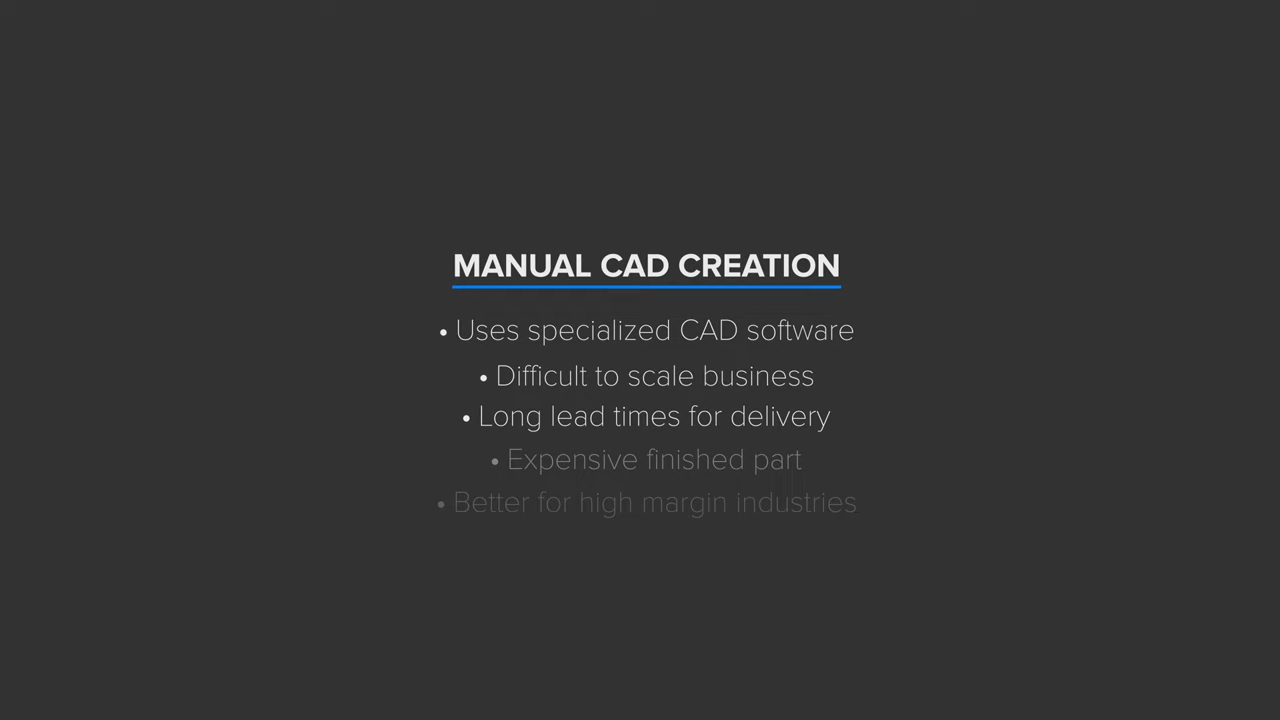 MANUAL CAD CREATION
• Uses specialized CAD software
• Difficult to scale business
• Long lead times for delivery
• Expensive finished part
• Better for high margin industries